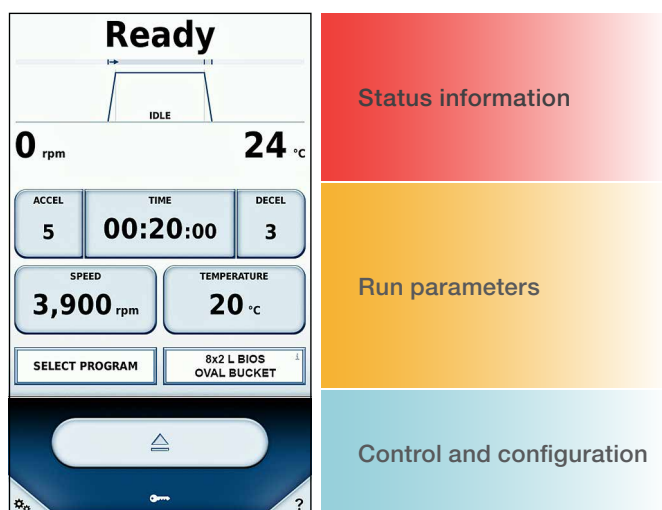 Ready
IDLE
0 rpm
24 °C
Status information
ACCEL
5
TIME
00:20:00
DECEL
3
SPEED
3,900 rpm
TEMPERATURE
20 °C
Run parameters
SELECT PROGRAM
8x2 L BIOS
OVAL BUCKET
i
Control and configuration
?